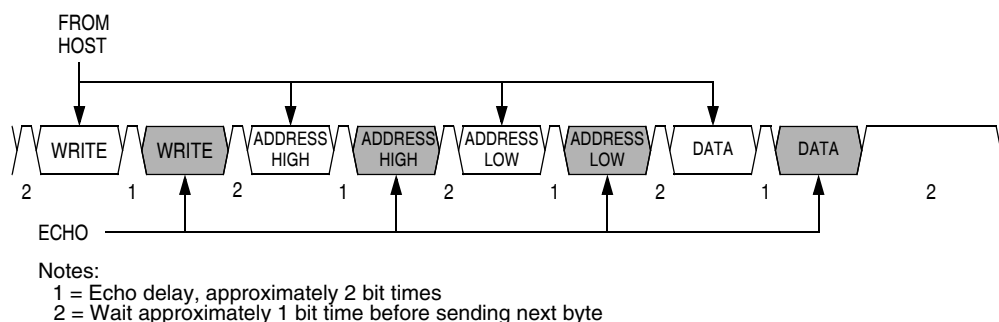 FROM
HOST
WRITE WRITE ADDRESS HIGH ADDRESS HIGH ADDRESS LOW ADDRESS LOW DATA DATA
2 1 2 1 2 1 2 1 2
ECHO
Notes:
1 = Echo delay, approximately 2 bit times
2 = Wait approximately 1 bit time before sending next byte